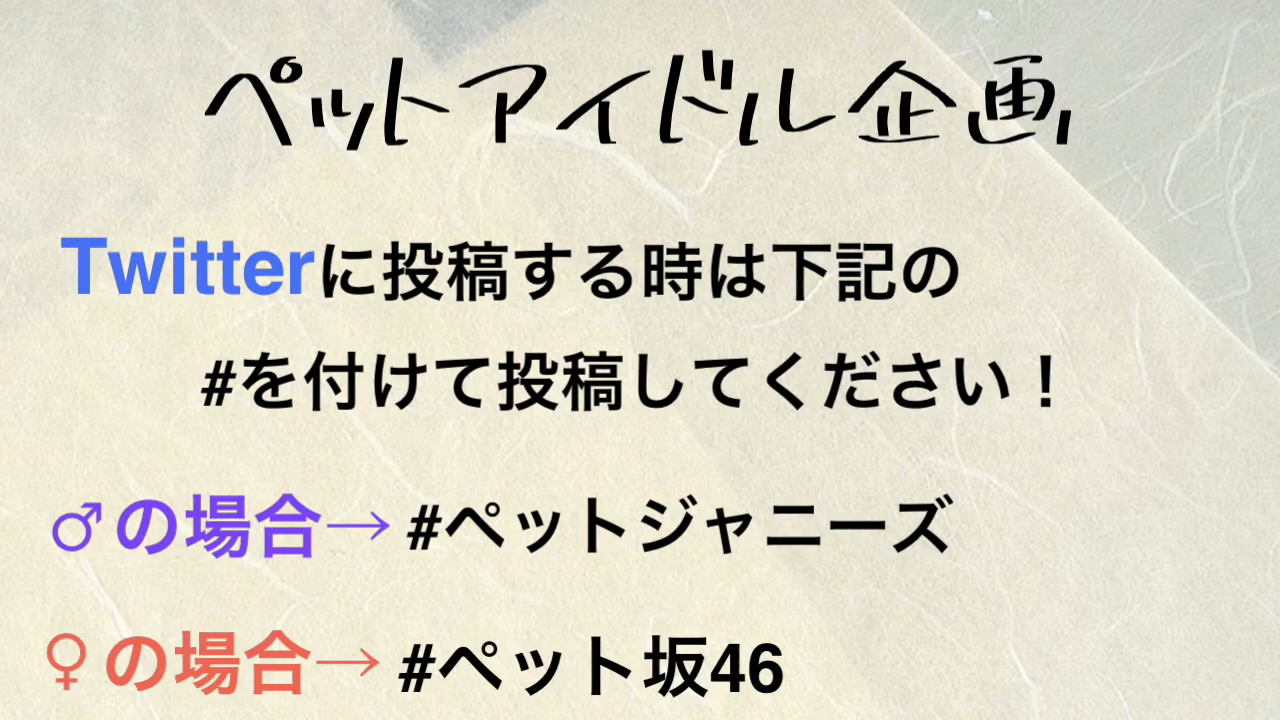 ペットアイドル企画
Twitterに投稿する時は下記の
#を付けて投稿してください！
♂の場合→ #ペットジャニーズ
♀の場合→ #ペット坂46